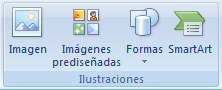 Imagen Imágenes Formas SmartArt
prediseñadas
Ilustraciones